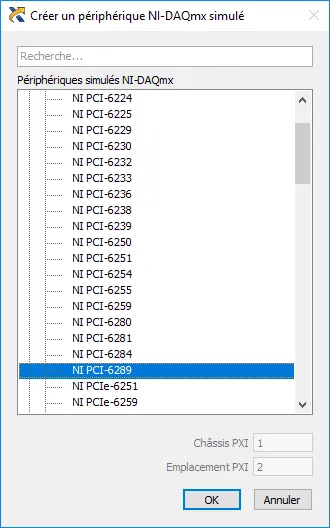 Créer un périphérique NI-DAQmx simulé
Recherche...
Périphériques simulés NI-DAQmx
NI PCI-6224
NI PCI-6225
NI PCI-6229
NI PCI-6230
NI PCI-6232
NI PCI-6233
NI PCI-6236
NI PCI-6238
NI PCI-6239
NI PCI-6250
NI PCI-6251
NI PCI-6254
NI PCI-6255
NI PCI-6259
NI PCI-6280
NI PCI-6281
NI PCI-6284
NI PCI-6289
NI PCIe-6251
NI PCIe-6259
Châssis PXI 1
Emplacement PXI 2
OK Annuler